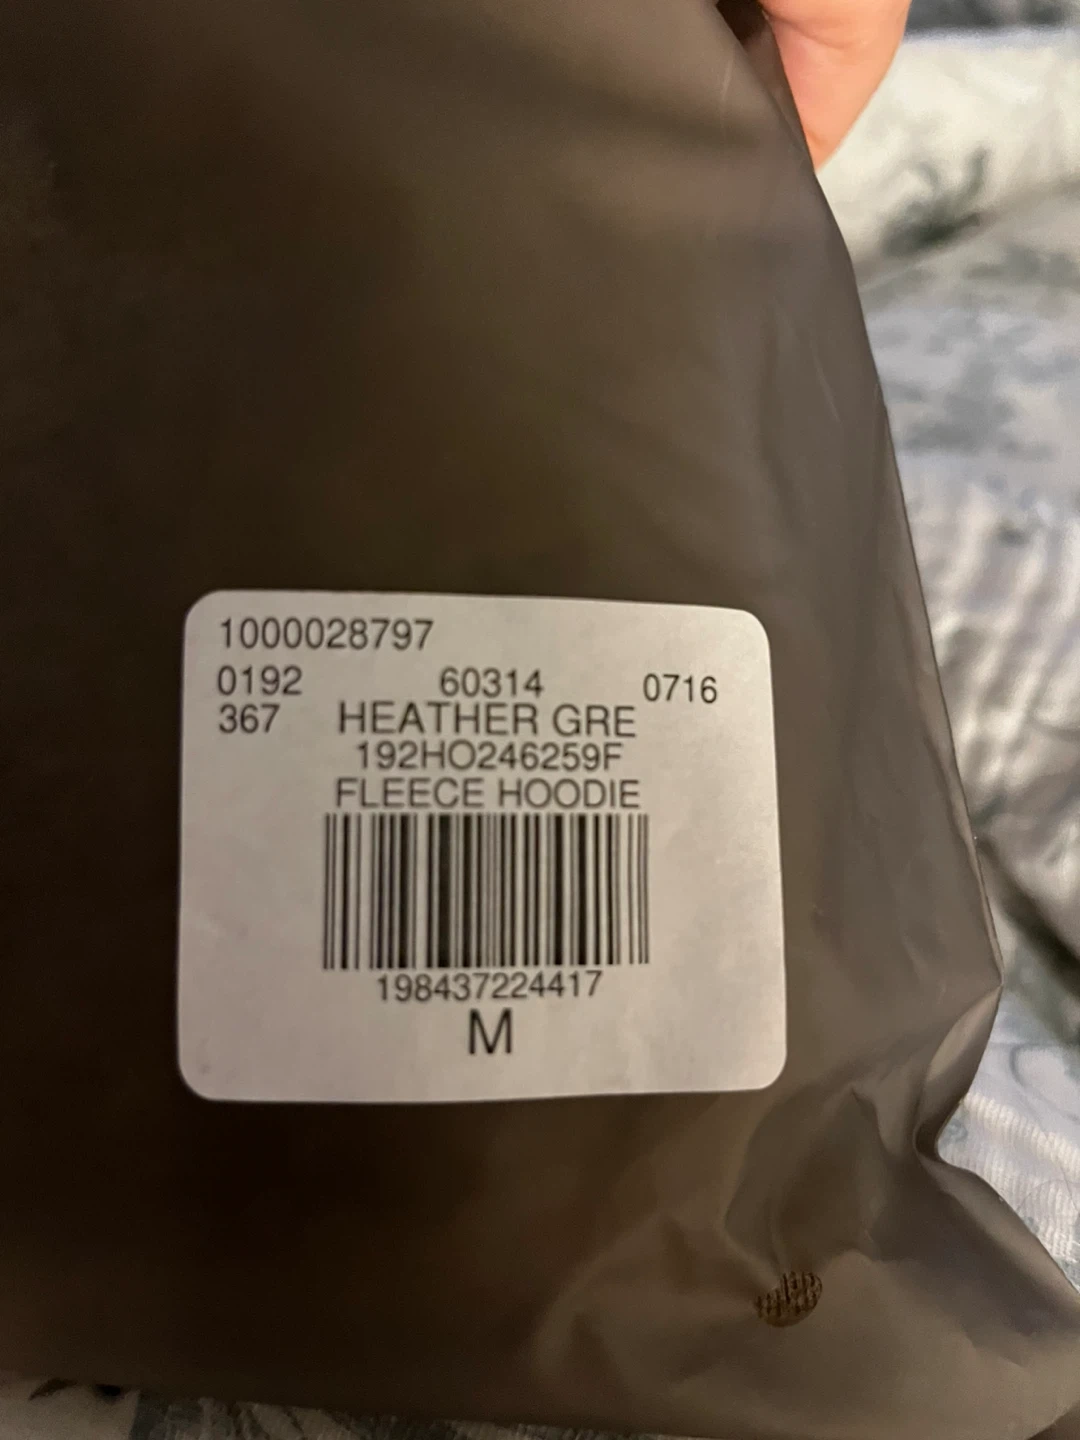 1000028797
0192 60314 0716
367 HEATHER GRE
192HO246259F
FLEECE HOODIE
198437224417
M